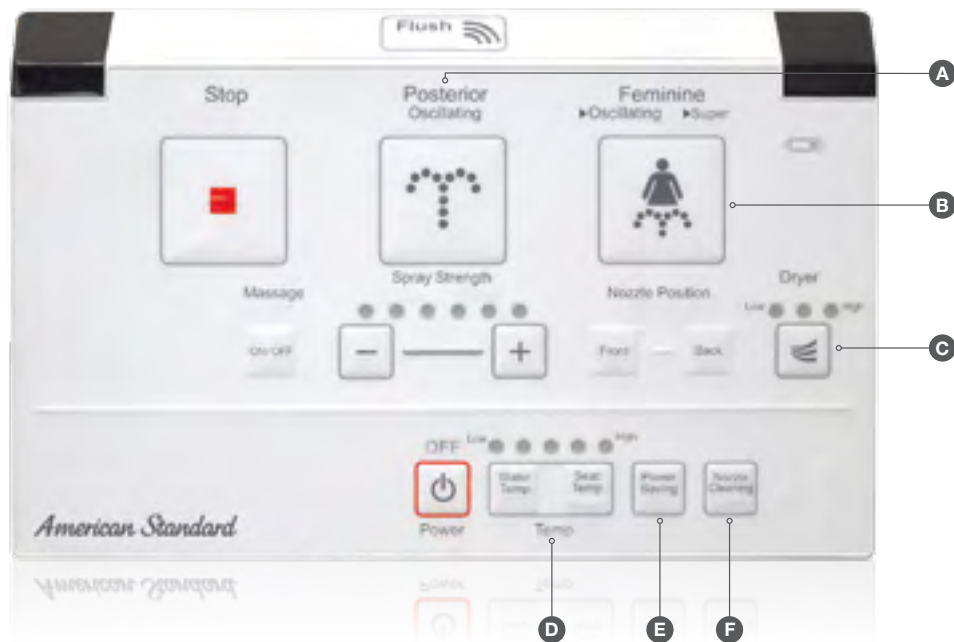 Flush
Stop
Posterior
Oscillating
Feminine
▶Oscillating ▶Super
A
B
Massage
Spray Strength
Nozzle Position
Dryer
Low High
ON/OFF
−
+
Front
Back
C
OFF
Low High
Water Temp
Seat Temp
Power Saving
Nozzle Cleaning
American Standard
Power
Temp
D
E
F